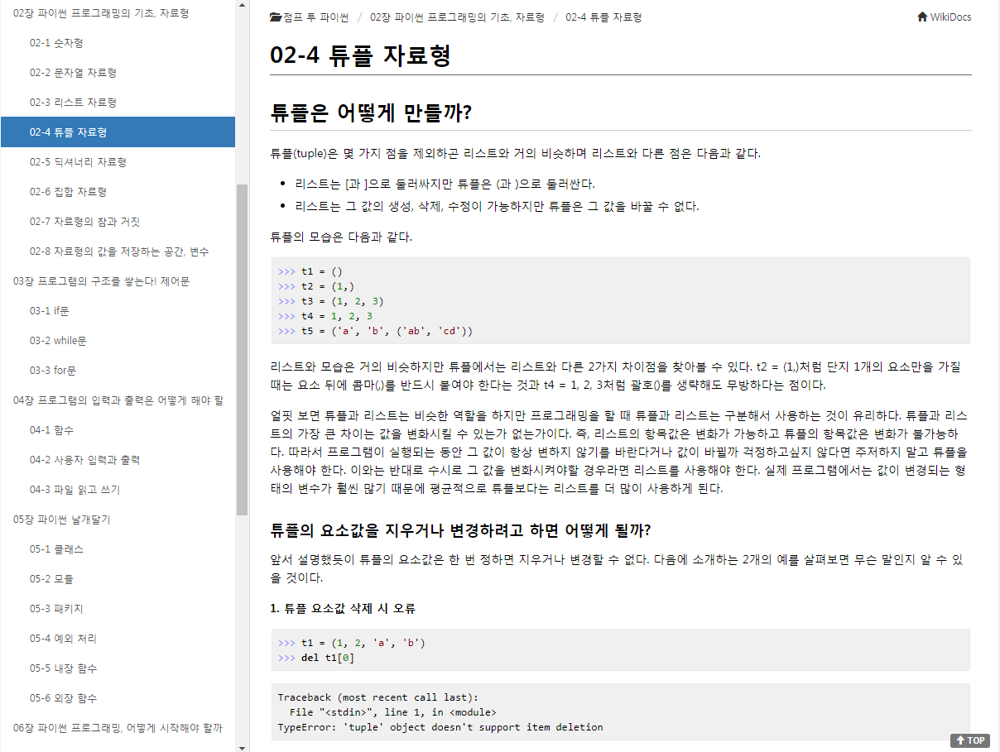 02장 파이썬 프로그래밍의 기초, 자료형
02-1 숫자형
02-2 문자열 자료형
02-3 리스트 자료형
02-4 튜플 자료형
02-5 딕셔너리 자료형
02-6 집합 자료형
02-7 자료형의 참과 거짓
02-8 자료형의 값을 저장하는 공간, 변수
03장 프로그램의 구조를 쌓는다! 제어문
03-1 if문
03-2 while문
03-3 for문
04장 프로그램의 입력과 출력은 어떻게 해야 할
04-1 함수
04-2 사용자 입력과 출력
04-3 파일 읽고 쓰기
05장 파이썬 날개달기
05-1 클래스
05-2 모듈
05-3 패키지
05-4 예외 처리
05-5 내장 함수
05-6 외장 함수
06장 파이썬 프로그래밍, 어떻게 시작해야 할까
점프 투 파이썬 / 02장 파이썬 프로그래밍의 기초, 자료형 / 02-4 튜플 자료형
WikiDocs
02-4 튜플 자료형
튜플은 어떻게 만들까?
튜플(tuple)은 몇 가지 점을 제외하곤 리스트와 거의 비슷하며 리스트와 다른 점은 다음과 같다.
• 리스트는 [과 ]으로 둘러싸지만 튜플은 (과 )으로 둘러싼다.
• 리스트는 그 값의 생성, 삭제, 수정이 가능하지만 튜플은 그 값을 바꿀 수 없다.
튜플의 모습은 다음과 같다.
>>> t1 = ()
>>> t2 = (1,)
>>> t3 = (1, 2, 3)
>>> t4 = 1, 2, 3
>>> t5 = ('a', 'b', ('ab', 'cd'))
리스트와 모습은 거의 비슷하지만 튜플에서는 리스트와 다른 2가지 차이점을 찾아볼 수 있다. t2 = (1,)처럼 단지 1개의 요소만을 가질
때는 요소 뒤에 콤마(,)를 반드시 붙여야 한다는 것과 t4 = 1, 2, 3처럼 괄호()를 생략해도 무방하다는 점이다.
얼핏 보면 튜플과 리스트는 비슷한 역할을 하지만 프로그래밍을 할 때 튜플과 리스트는 구분해서 사용하는 것이 유리하다. 튜플과 리스
트의 가장 큰 차이는 값을 변화시킬 수 있는가 없는가이다. 즉, 리스트의 항목값은 변화가 가능하고 튜플의 항목값은 변화가 불가능하
다. 따라서 프로그램이 실행되는 동안 그 값이 항상 변하지 않기를 바란다거나 값이 바뀔까 걱정하고싶지 않다면 주저하지 말고 튜플을
사용해야 한다. 이와는 반대로 수시로 그 값을 변화시켜야할 경우라면 리스트를 사용해야 한다. 실제 프로그램에서는 값이 변경되는 형
태의 변수가 훨씬 많기 때문에 평균적으로 튜플보다는 리스트를 더 많이 사용하게 된다.
튜플의 요소값을 지우거나 변경하려고 하면 어떻게 될까?
앞서 설명했듯이 튜플의 요소값은 한 번 정하면 지우거나 변경할 수 없다. 다음에 소개하는 2개의 예를 살펴보면 무슨 말인지 알 수 있
을 것이다.
1. 튜플 요소값 삭제 시 오류
>>> t1 = (1, 2, 'a', 'b')
>>> del t1[0]
Traceback (most recent call last):
  File "<stdin>", line 1, in <module>
TypeError: 'tuple' object doesn't support item deletion
TOP